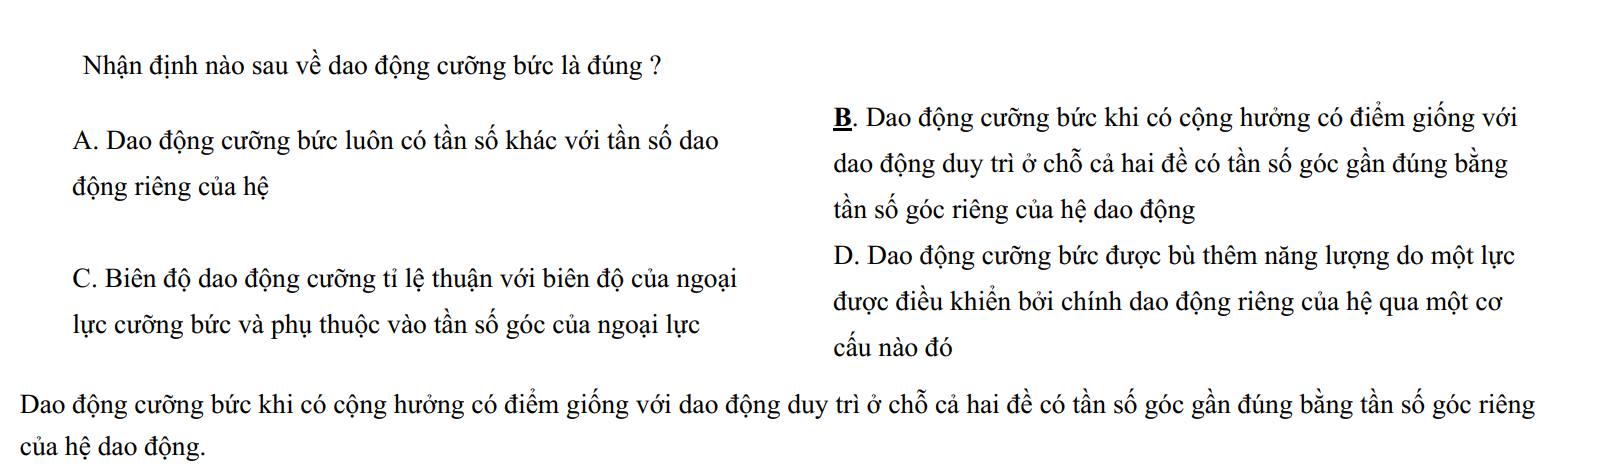 Nhận định nào sau về dao động cưỡng bức là đúng ?
A. Dao động cưỡng bức luôn có tần số khác với tần số dao
động riêng của hệ
B. Dao động cưỡng bức khi có cộng hưởng có điểm giống với
dao động duy trì ở chỗ cả hai đề có tần số góc gần đúng bằng
tần số góc riêng của hệ dao động
C. Biên độ dao động cưỡng tỉ lệ thuận với biên độ của ngoại
lực cưỡng bức và phụ thuộc vào tần số góc của ngoại lực
D. Dao động cưỡng bức được bù thêm năng lượng do một lực
được điều khiển bởi chính dao động riêng của hệ qua một cơ
cấu nào đó
Dao động cưỡng bức khi có cộng hưởng có điểm giống với dao động duy trì ở chỗ cả hai đề có tần số góc gần đúng bằng tần số góc riêng
của hệ dao động.